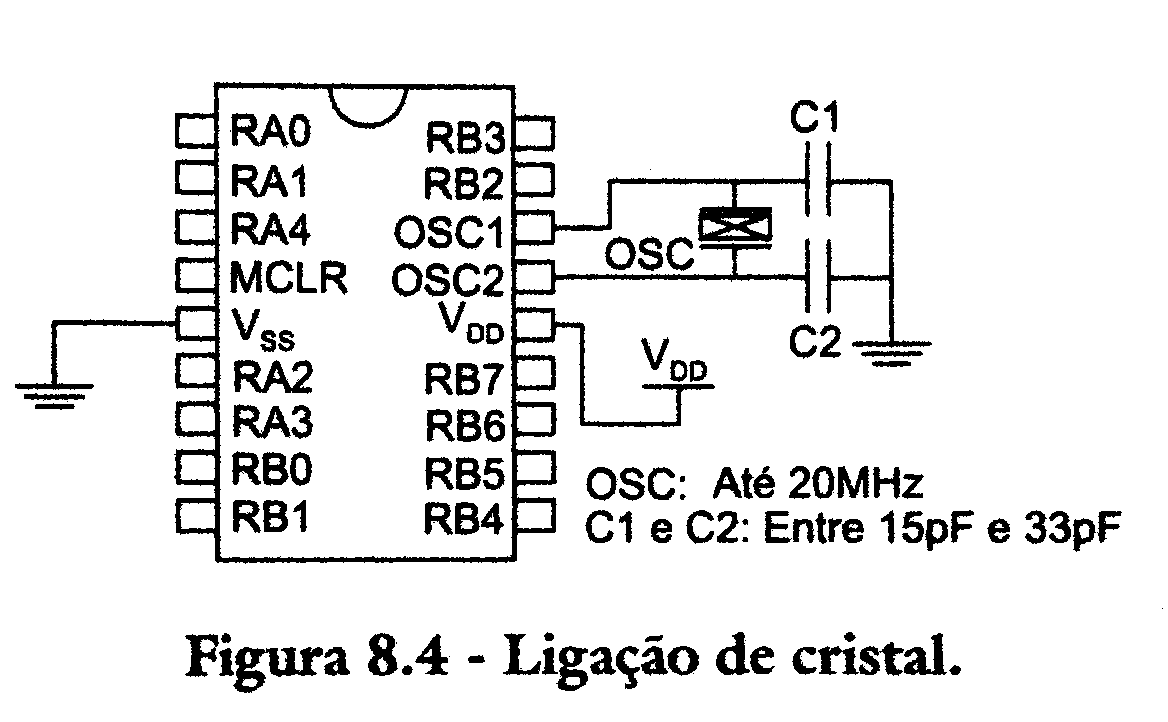 C1
RA0 RB3
RA1 RB2
RA4 OSC1
OSC
MCLR OSC2
VSS VDD
C2
VDD
RA2 RB7
RA3 RB6
RB0 RB5
RB1 RB4
OSC: Até 20MHz
C1 e C2: Entre 15pF e 33pF
Figura 8.4 - Ligação de cristal.